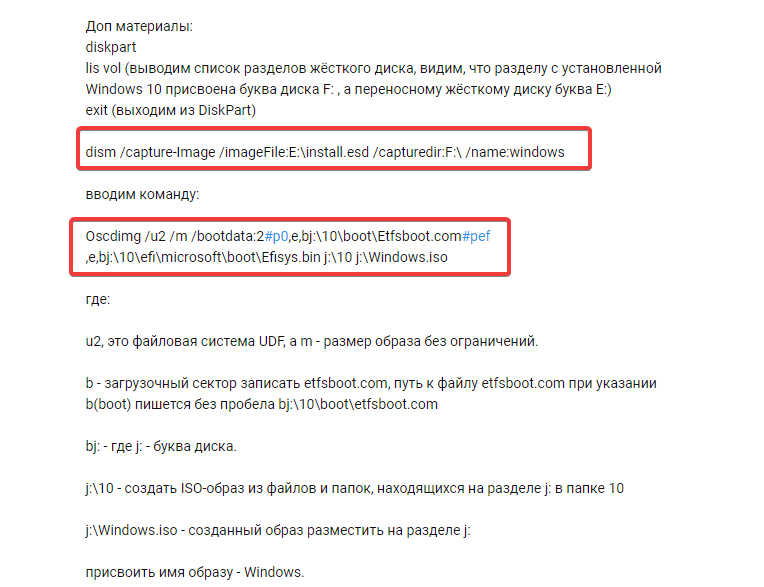 Доп материалы:
diskpart
lis vol (выводим список разделов жёсткого диска, видим, что разделу с установленной
Windows 10 присвоена буква диска F: , а переносному жёсткому диску буква E:)
exit (выходим из DiskPart)
dism /capture-Image /imageFile:E:\install.esd /capturedir:F:\ /name:windows
вводим команду:
Oscdimg /u2 /m /bootdata:2#p0,e,bj:\10\boot\Etfsboot.com#pef
,e,bj:\10\efi\microsoft\boot\Efisys.bin j:\10 j:\Windows.iso
где:
u2, это файловая система UDF, а m - размер образа без ограничений.
b - загрузочный сектор записать etfsboot.com, путь к файлу etfsboot.com при указании
b(boot) пишется без пробела bj:\10\boot\etfsboot.com
bj: - где j: - буква диска.
j:\10 - создать ISO-образ из файлов и папок, находящихся на разделе j: в папке 10
j:\Windows.iso - созданный образ разместить на разделе j:
присвоить имя образу - Windows.